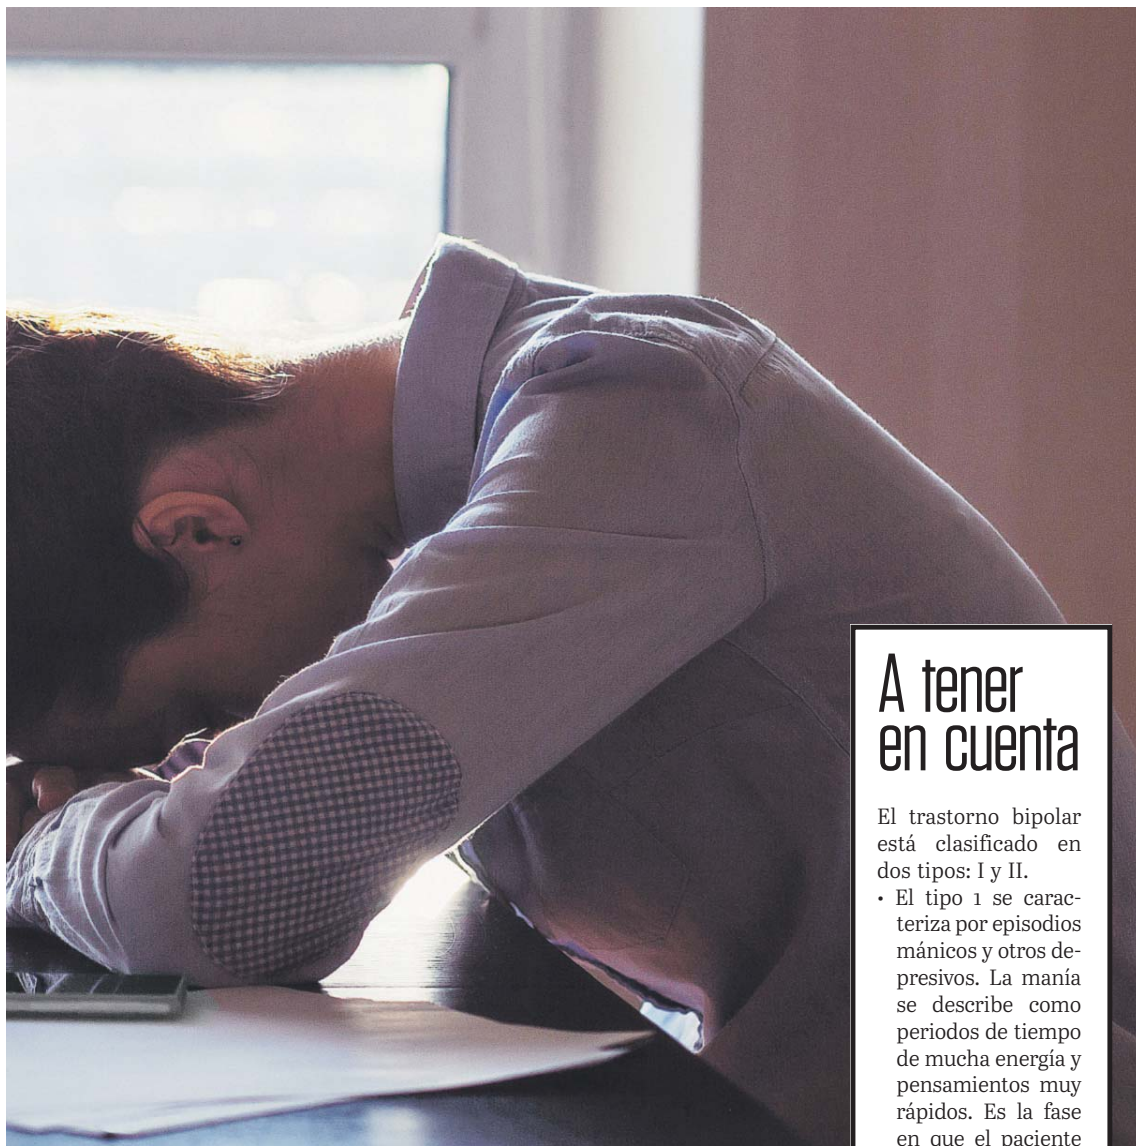 A tener
en cuenta
El trastorno bipolar
está clasificado en
dos tipos: I y II.
• El tipo 1 se carac-
teriza por episodios
mánicos y otros de-
presivos. La manía
se describe como
periodos de tiempo
de mucha energía y
pensamientos muy
rápidos. Es la fase
en que el paciente